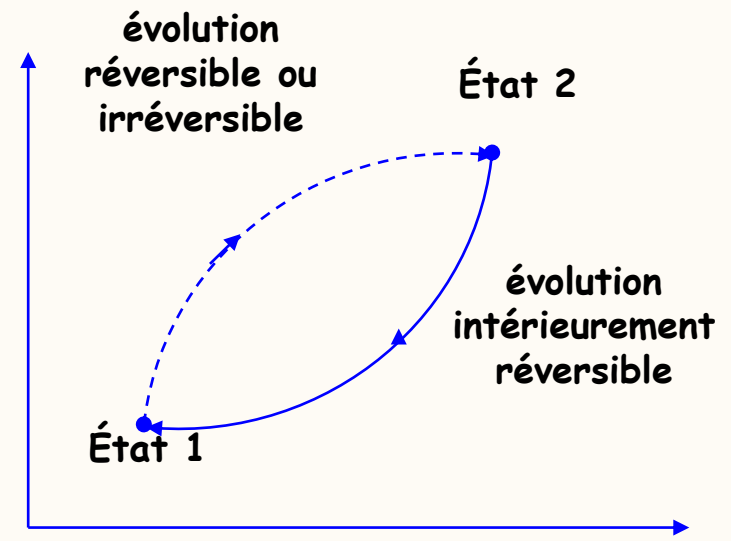 évolution
réversible ou
irréversible
État 2
évolution
intérieurement
réversible
État 1